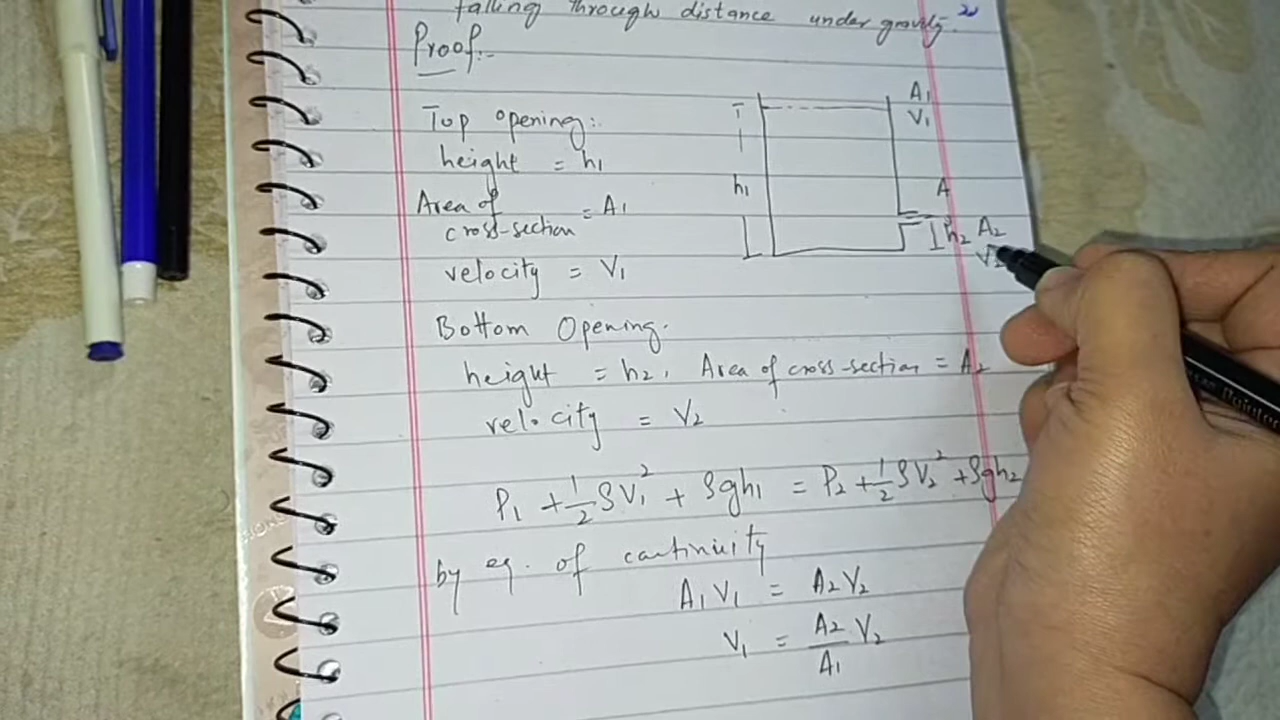 falling through distance under gravity."
Proof:-
Top opening:
height = h₁
Area of cross-section = A₁
velocity = V₁
T
h₁
A₁
V₁
A
h₂ A₂
V₂
Bottom Opening.
height = h₂, Area of cross-section = A₂
velocity = V₂
P₁ + 1/2 ρV₁² + ρgh₁ = P₂ + 1/2 ρV₂² + ρgh₂
by eq. of continuity
A₁V₁ = A₂V₂
V₁ = A₂/A₁ V₂